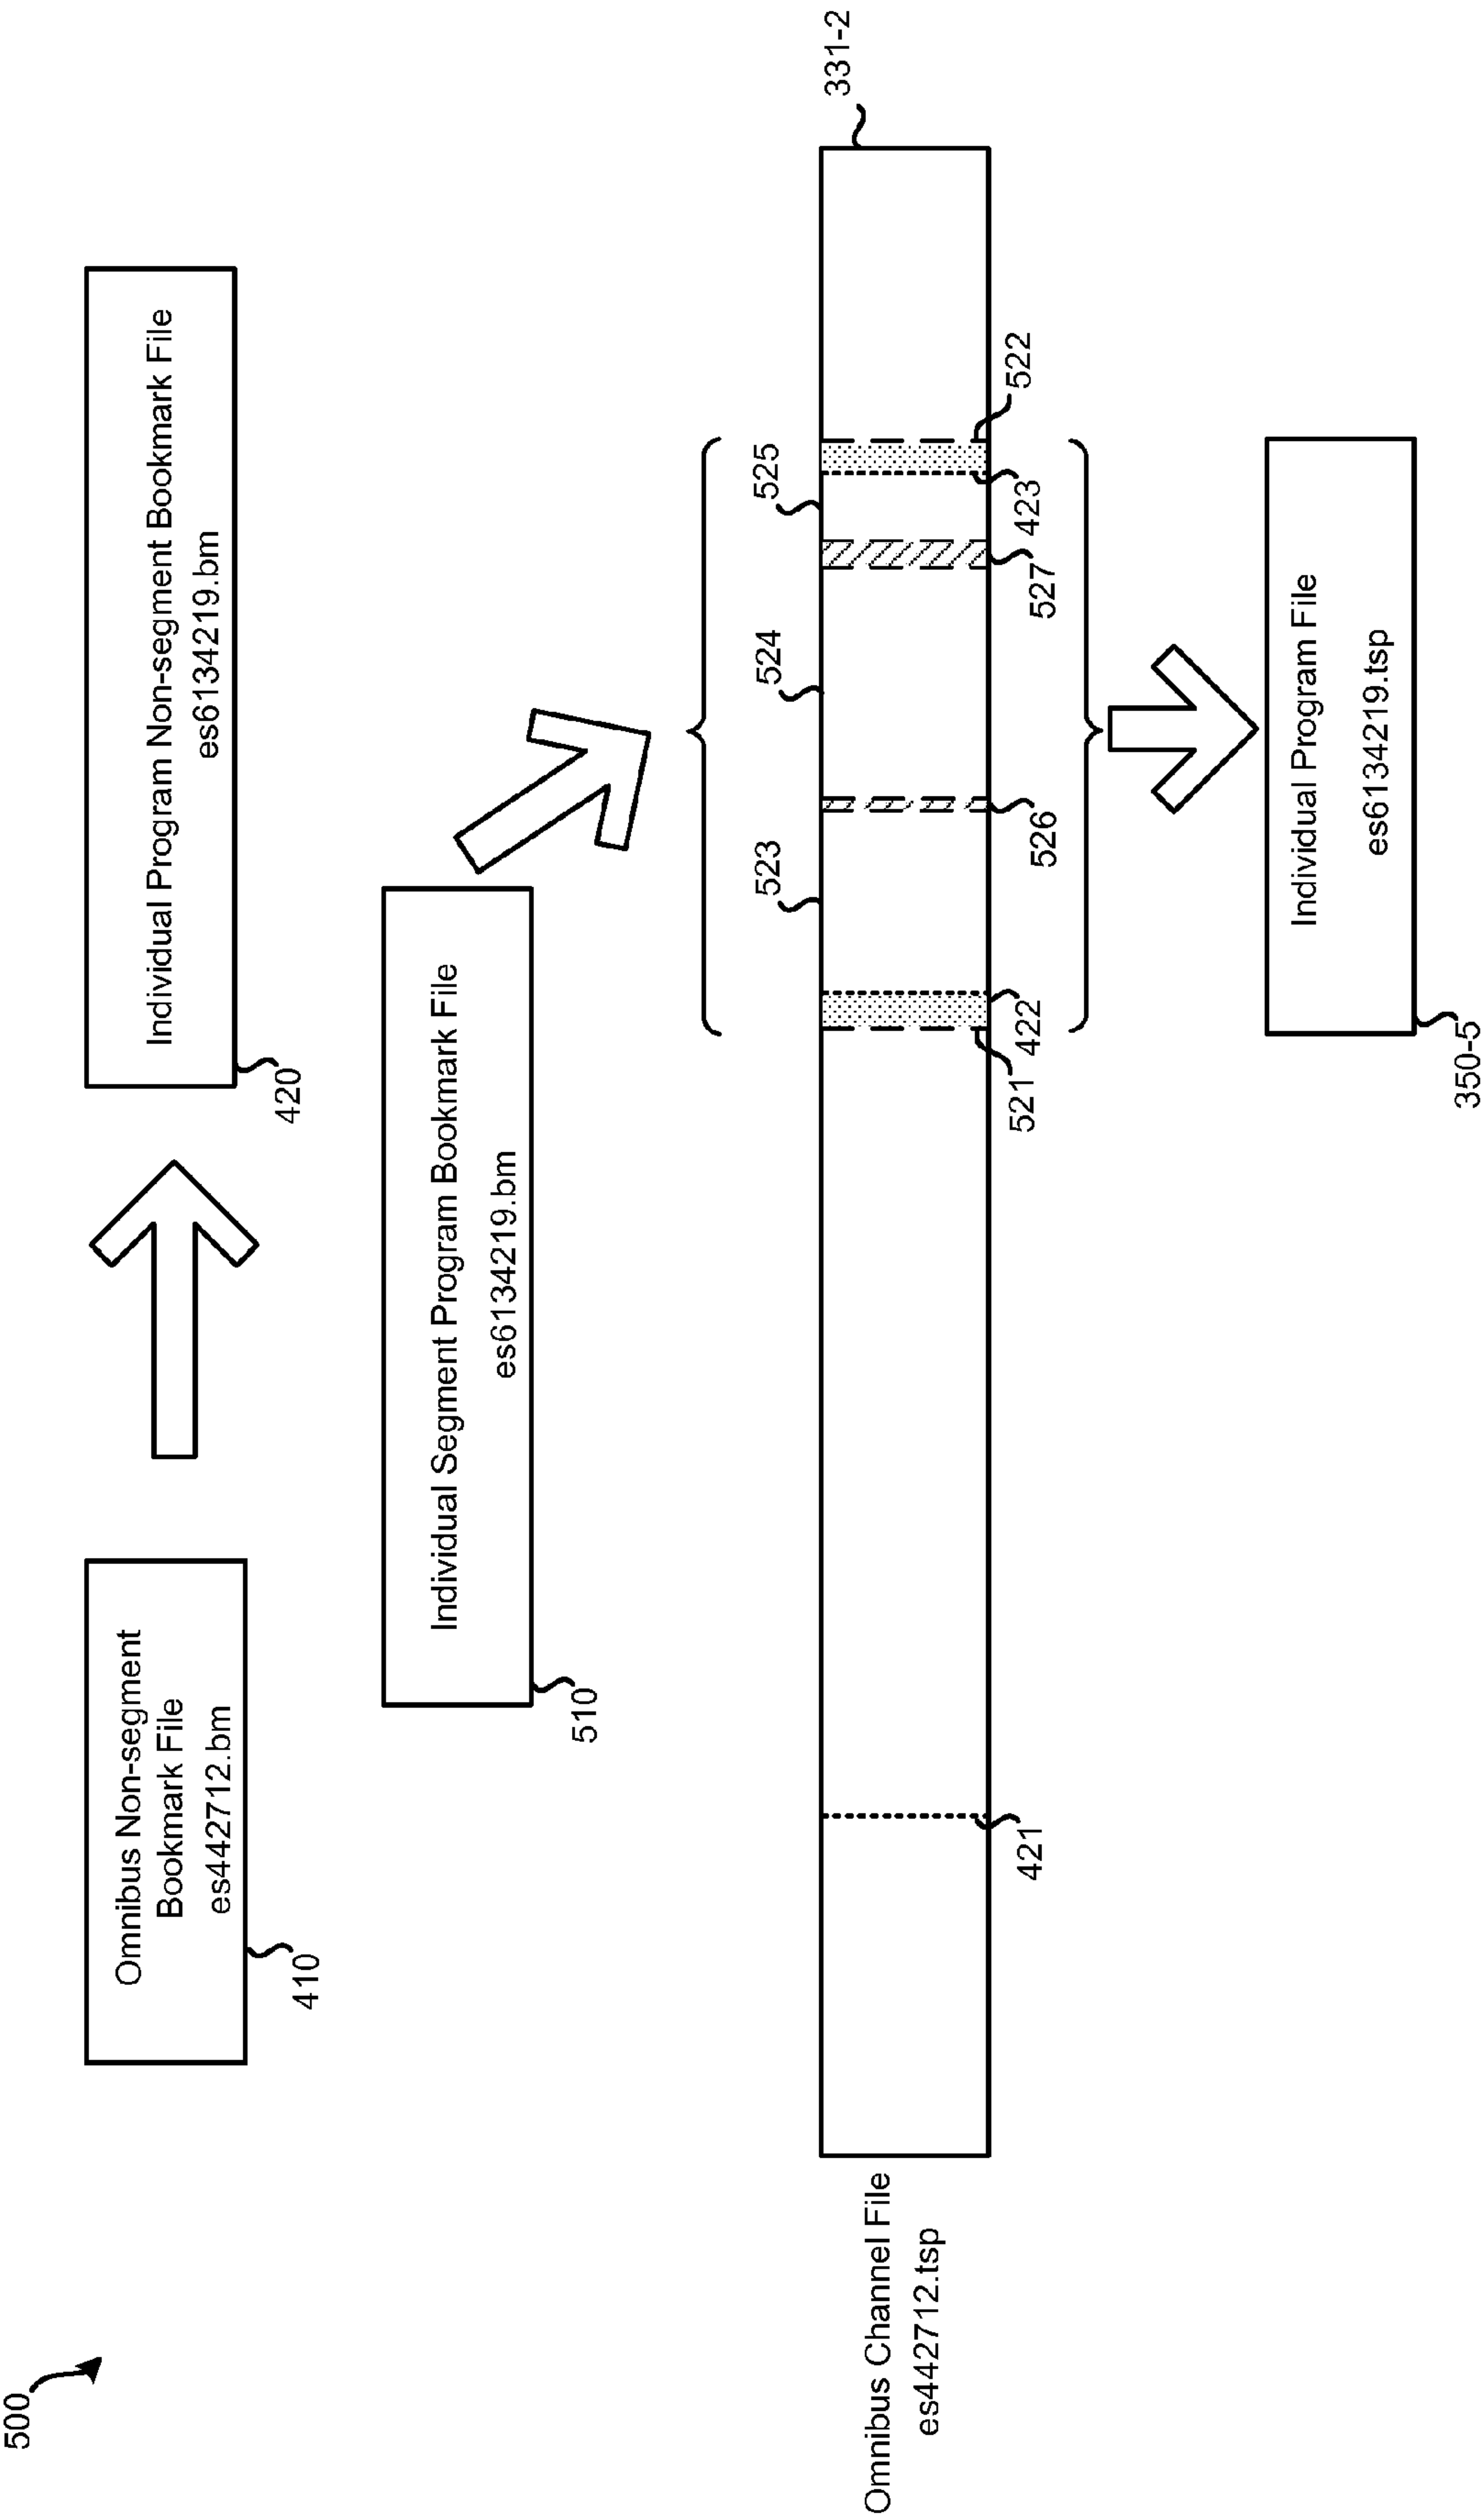 500
Omnibus Non-segment
Bookmark File
es442712.bm
410
Individual Program Non-segment Bookmark File
es6134219.bm
420
Individual Segment Program Bookmark File
es6134219.bm
510
Omnibus Channel File
es442712.tsp
331-2
523
524
525
421
521
422
526
527
423
522
Individual Program File
es6134219.tsp
350-5